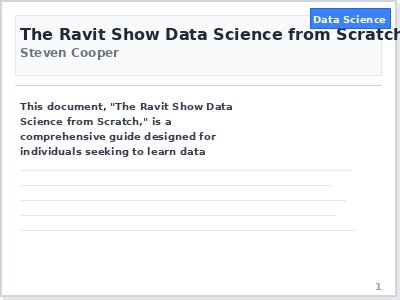 Data Science
The Ravit Show Data Science from Scratch
Steven Cooper
This document, "The Ravit Show Data
Science from Scratch," is a
comprehensive guide designed for
individuals seeking to learn data
1